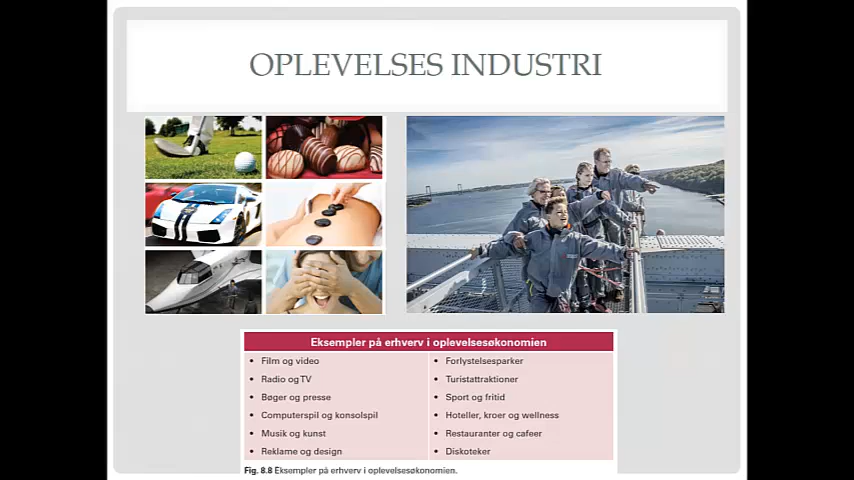 OPLEVELSES INDUSTRI
Eksempler på erhverv i oplevelsesøkonomien
• Film og video
• Radio og TV
• Bøger og presse
• Computerspil og konsolspil
• Musik og kunst
• Reklame og design
• Forlystelsesparker
• Turistattraktioner
• Sport og fritid
• Hoteller, kroer og wellness
• Restauranter og cafeer
• Diskoteker
Fig. 8.8 Eksempler på erhverv i oplevelsesøkonomien.